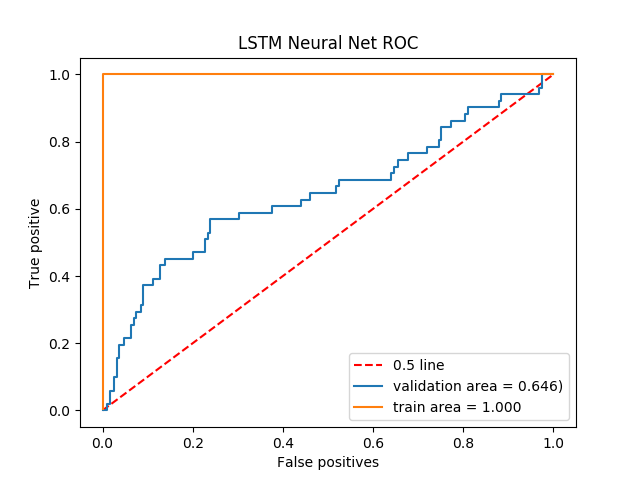 LSTM Neural Net ROC
1.0
0.8
0.6
0.4
0.2
0.0
True positive
0.0 0.2 0.4 0.6 0.8 1.0
False positives
0.5 line
validation area = 0.646)
train area = 1.000